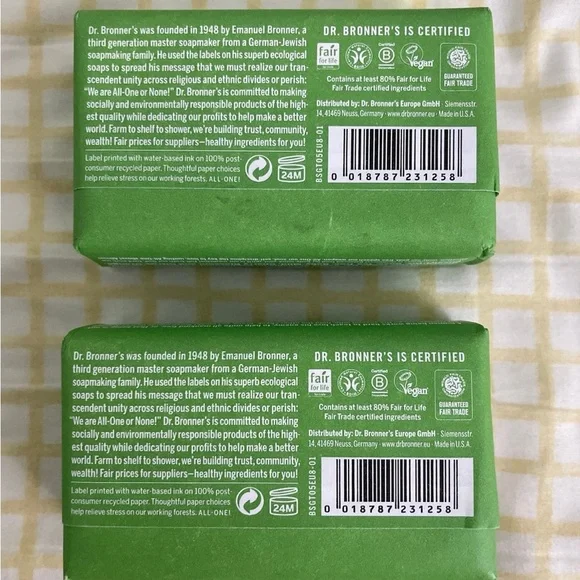 Dr. Bronner's was founded in 1948 by Emanuel Bronner, a
third generation master soapmaker from a German-Jewish
soapmaking family. He used the labels on his superb ecological
soaps to spread his message that we must realize our tran-
scendent unity across religious and ethnic divides or perish:
"We are All-One or None!" Dr. Bronner's is committed to making
socially and environmentally responsible products of the high-
est quality while dedicating our profits to help make a better
world. Farm to shelf to shower, we're building trust, community,
wealth! Fair prices for suppliers—healthy ingredients for you!
Label printed with water-based ink on 100% post-
consumer recycled paper. Thoughtful paper choices
help relieve stress on our working forests. ALL-ONE!
24M
DR. BRONNER'S IS CERTIFIED
fair
for life
B
Vegan
GUARANTEED
FAIR TRADE
Contains at least 80% Fair for Life
Fair Trade certified ingredients
Distributed by: Dr. Bronner's Europe GmbH · Siemensstr.
14, 41469 Neuss, Germany · www.drbronner.eu · Made in U.S.A.
BSGT05EU8-01
0 018787 231258
Dr. Bronner's was founded in 1948 by Emanuel Bronner, a
third generation master soapmaker from a German-Jewish
soapmaking family. He used the labels on his superb ecological
soaps to spread his message that we must realize our tran-
scendent unity across religious and ethnic divides or perish:
"We are All-One or None!" Dr. Bronner's is committed to making
socially and environmentally responsible products of the high-
est quality while dedicating our profits to help make a better
world. Farm to shelf to shower, we're building trust, community,
wealth! Fair prices for suppliers—healthy ingredients for you!
Label printed with water-based ink on 100% post-
consumer recycled paper. Thoughtful paper choices
help relieve stress on our working forests. ALL-ONE!
24M
DR. BRONNER'S IS CERTIFIED
fair
for life
B
Vegan
GUARANTEED
FAIR TRADE
Contains at least 80% Fair for Life
Fair Trade certified ingredients
Distributed by: Dr. Bronner's Europe GmbH · Siemensstr.
14, 41469 Neuss, Germany · www.drbronner.eu · Made in U.S.A.
BSGT05EU8-01
0 018787 231258